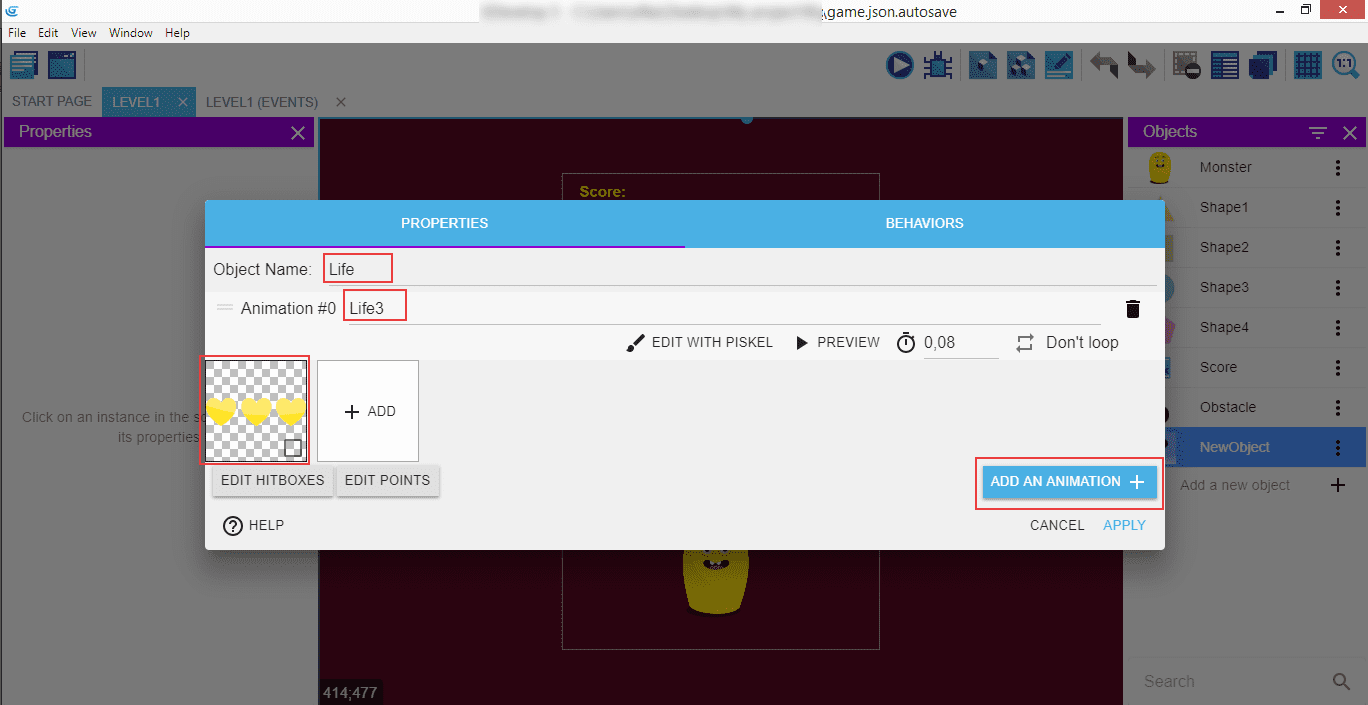 \game.json.autosave
File Edit View Window Help
1:1
START PAGE LEVEL1 LEVEL1 (EVENTS)
Properties
Objects
Monster
Shape1
Shape2
Shape3
Shape4
Score
Obstacle
NewObject
Add a new object
Search
Score:
PROPERTIES BEHAVIORS
Object Name: Life
Animation #0 Life3
EDIT WITH PISKEL PREVIEW 0,08 Don't loop
ADD
EDIT HITBOXES EDIT POINTS
ADD AN ANIMATION
HELP CANCEL APPLY
Click on an instance in the
its properties
414;477